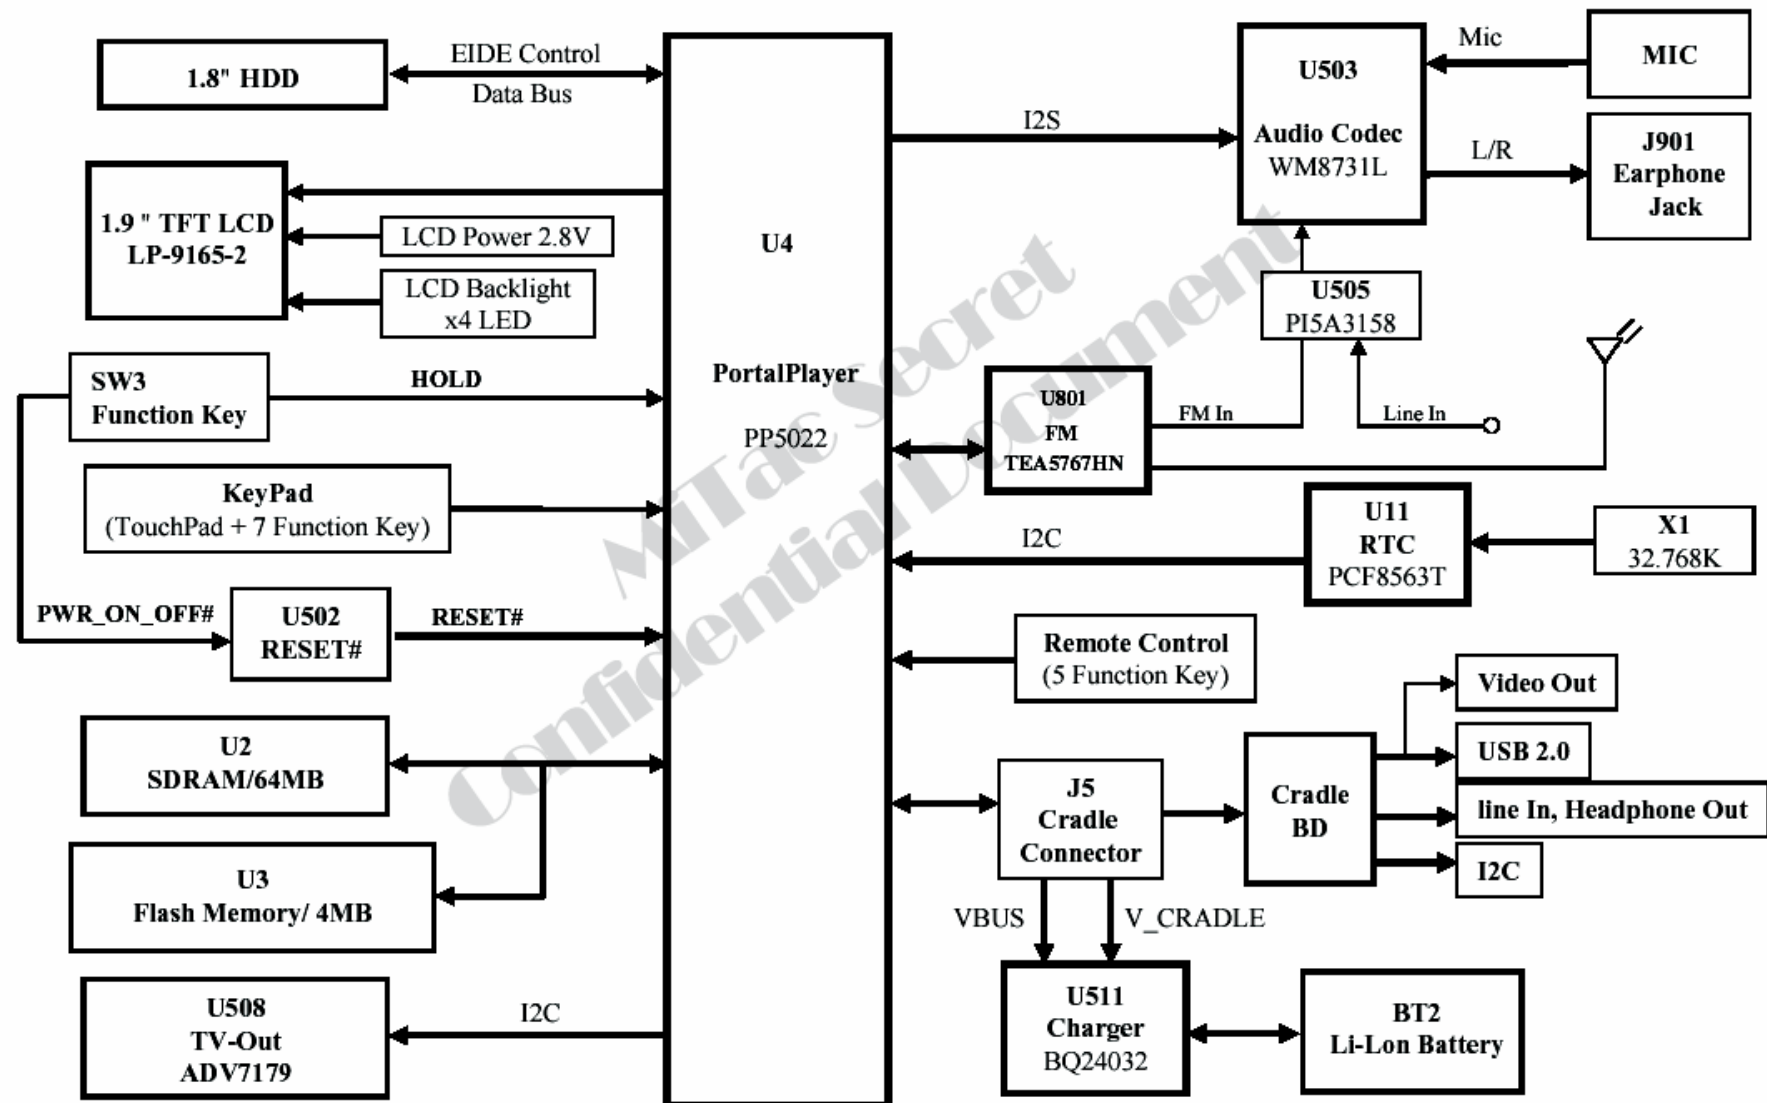 1.8" HDD
EIDE Control
Data Bus
1.9 " TFT LCD
LP-9165-2
LCD Power 2.8V
LCD Backlight
x4 LED
SW3
Function Key
HOLD
KeyPad
(TouchPad + 7 Function Key)
PWR_ON_OFF#
U502
RESET#
RESET#
U2
SDRAM/64MB
U3
Flash Memory/ 4MB
U508
TV-Out
ADV7179
I2C
U4
PortalPlayer
PP5022
I2S
U503
Audio Codec
WM8731L
Mic
MIC
L/R
J901
Earphone
Jack
U505
PI5A3158
U801
FM
TEA5767HN
FM In
Line In
I2C
U11
RTC
PCF8563T
X1
32.768K
Remote Control
(5 Function Key)
J5
Cradle
Connector
Cradle
BD
Video Out
USB 2.0
line In, Headphone Out
I2C
VBUS
V_CRADLE
U511
Charger
BQ24032
BT2
Li-Lon Battery
MiTac Secret
Confidential Document